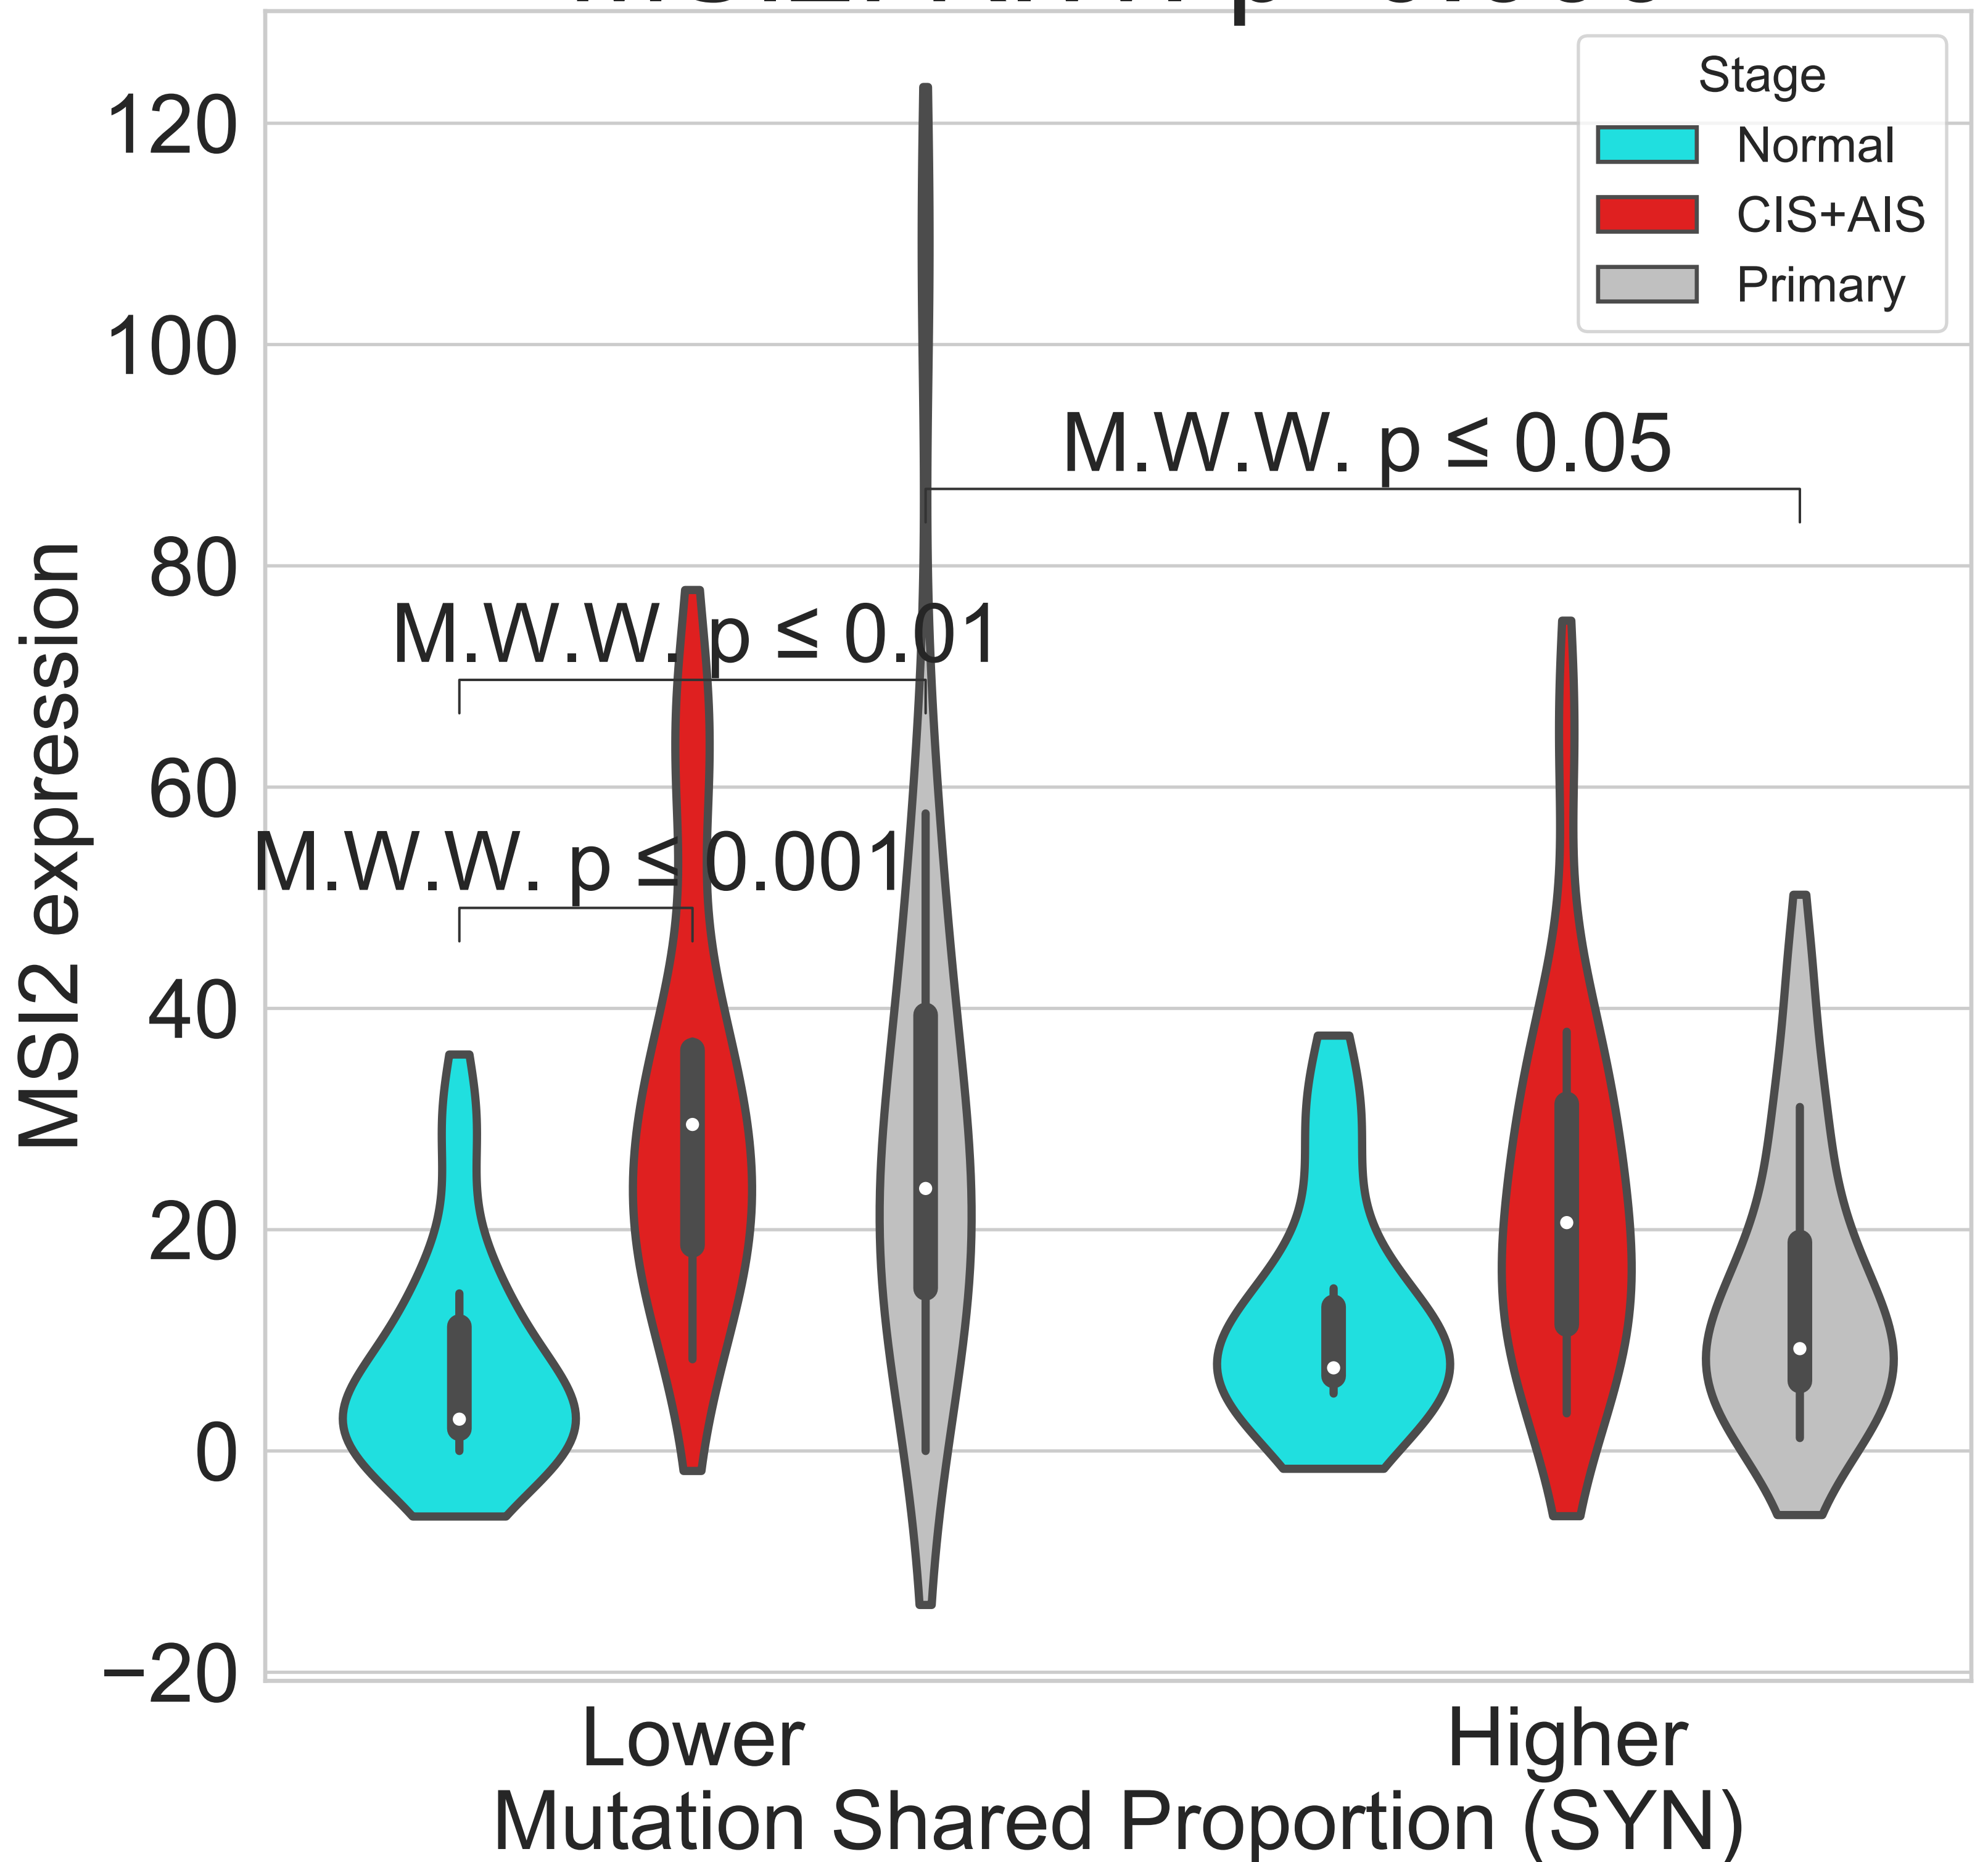 Stage
Normal
CIS+AIS
Primary
120
100
80
60
40
20
0
−20
MSI2 expression
M.W.W. p ≤ 0.05
M.W.W. p ≤ 0.01
M.W.W. p ≤ 0.001
Lower
Higher
Mutation Shared Proportion (SYN)